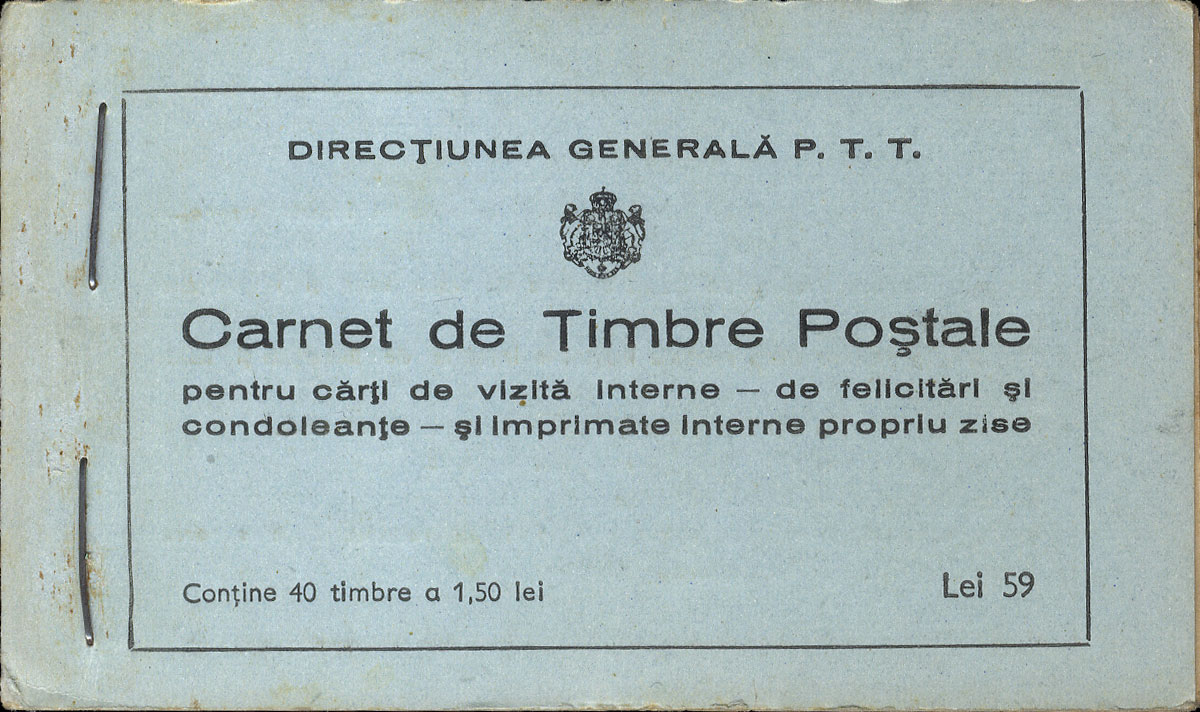 DIRECŢIUNEA GENERALĂ P. T. T.
Carnet de Timbre Poştale
pentru cărţi de vizită interne — de felicitări şi
condoleanţe — şi imprimate interne propriu zise
Conţine 40 timbre a 1,50 lei
Lei 59